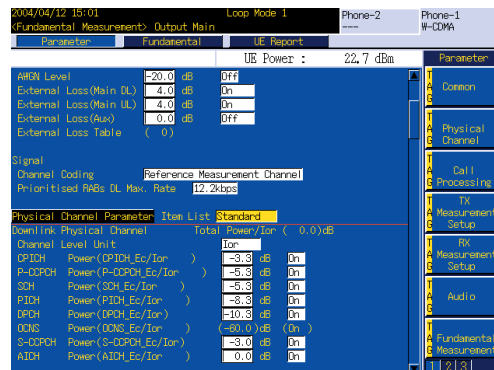 2004/04/12 15:01 Loop Mode 1 Phone-2 Phone-1
<Fundamental Measurement> Output Main --- W-CDMA
Parameter Fundamental UE Report
UE Power : 22.7 dBm Parameter
AWGN Level -20.0 dB Off
External Loss(Main DL) 4.0 dB On
External Loss(Main UL) 4.0 dB On
External Loss(Aux) 0.0 dB Off
External Loss Table ( 0)
Signal
Channel Coding Reference Measurement Channel
Prioritised RABs DL Max. Rate 12.2kbps
Physical Channel Parameter Item List Standard
Downlink Physical Channel Total Power/Ior ( 0.0)dB
Channel Level Unit Ior
CPICH Power(CPICH_Ec/Ior ) -3.3 dB On
P-CCPCH Power(P-CCPCH_Ec/Ior ) -5.3 dB On
SCH Power(SCH_Ec/Ior ) -5.3 dB On
PICH Power(PICH_Ec/Ior ) -8.3 dB On
DPCH Power(DPCH_Ec/Ior) -10.3 dB On
OCNS Power(OCNS_Ec/Ior ) (-60.0)dB (On )
S-CCPCH Power(S-CCPCH_Ec/Ior ) -3.0 dB On
AICH Power(AICH_Ec/Ior ) 0.0 dB On
TAG Common
TAG Physical
Channel
TAG Call
Processing
TAG TX
Measurement
Setup
TAG RX
Measurement
Setup
TAG Audio
TAG Fundamental
Measurement
1 2 3